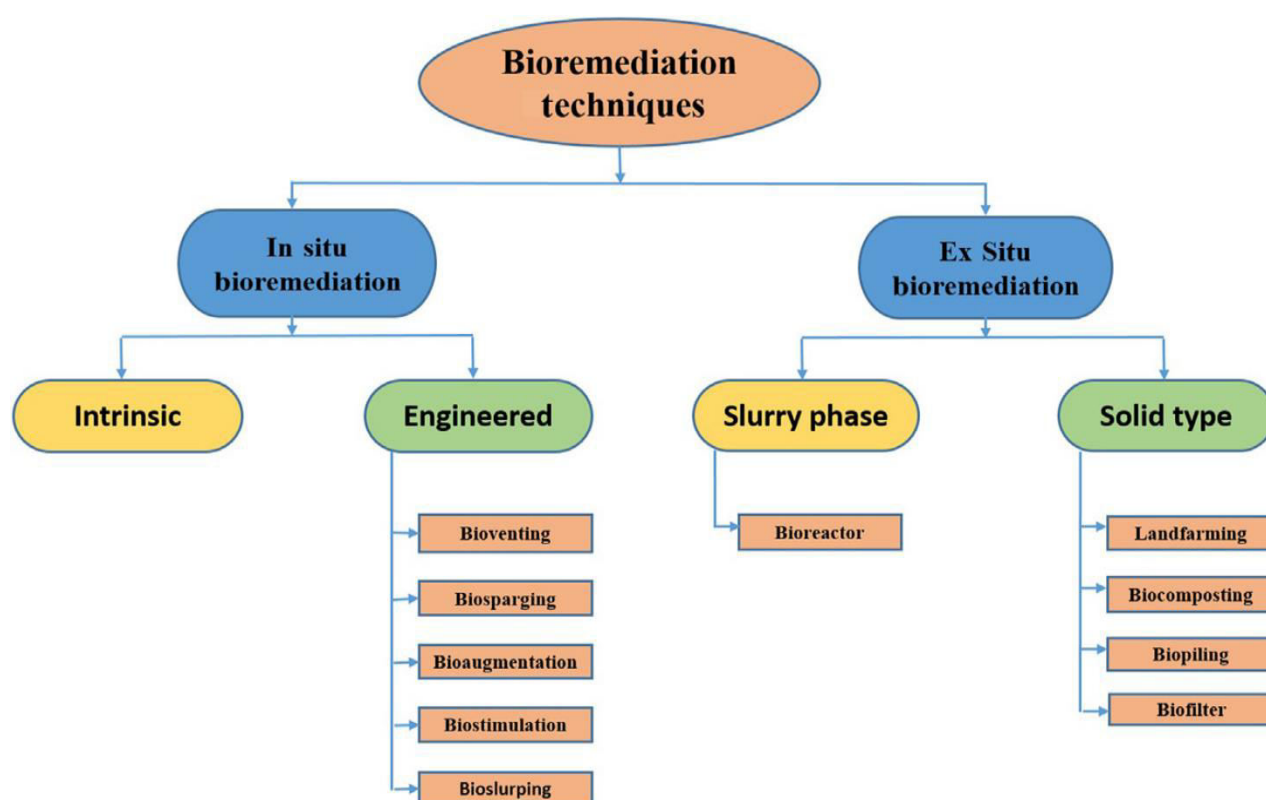 Bioremediation
techniques
In situ
bioremediation
Ex Situ
bioremediation
Intrinsic
Engineered
Slurry phase
Solid type
Bioventing
Biosparging
Bioaugmentation
Biostimulation
Bioslurping
Bioreactor
Landfarming
Biocomposting
Biopiling
Biofilter